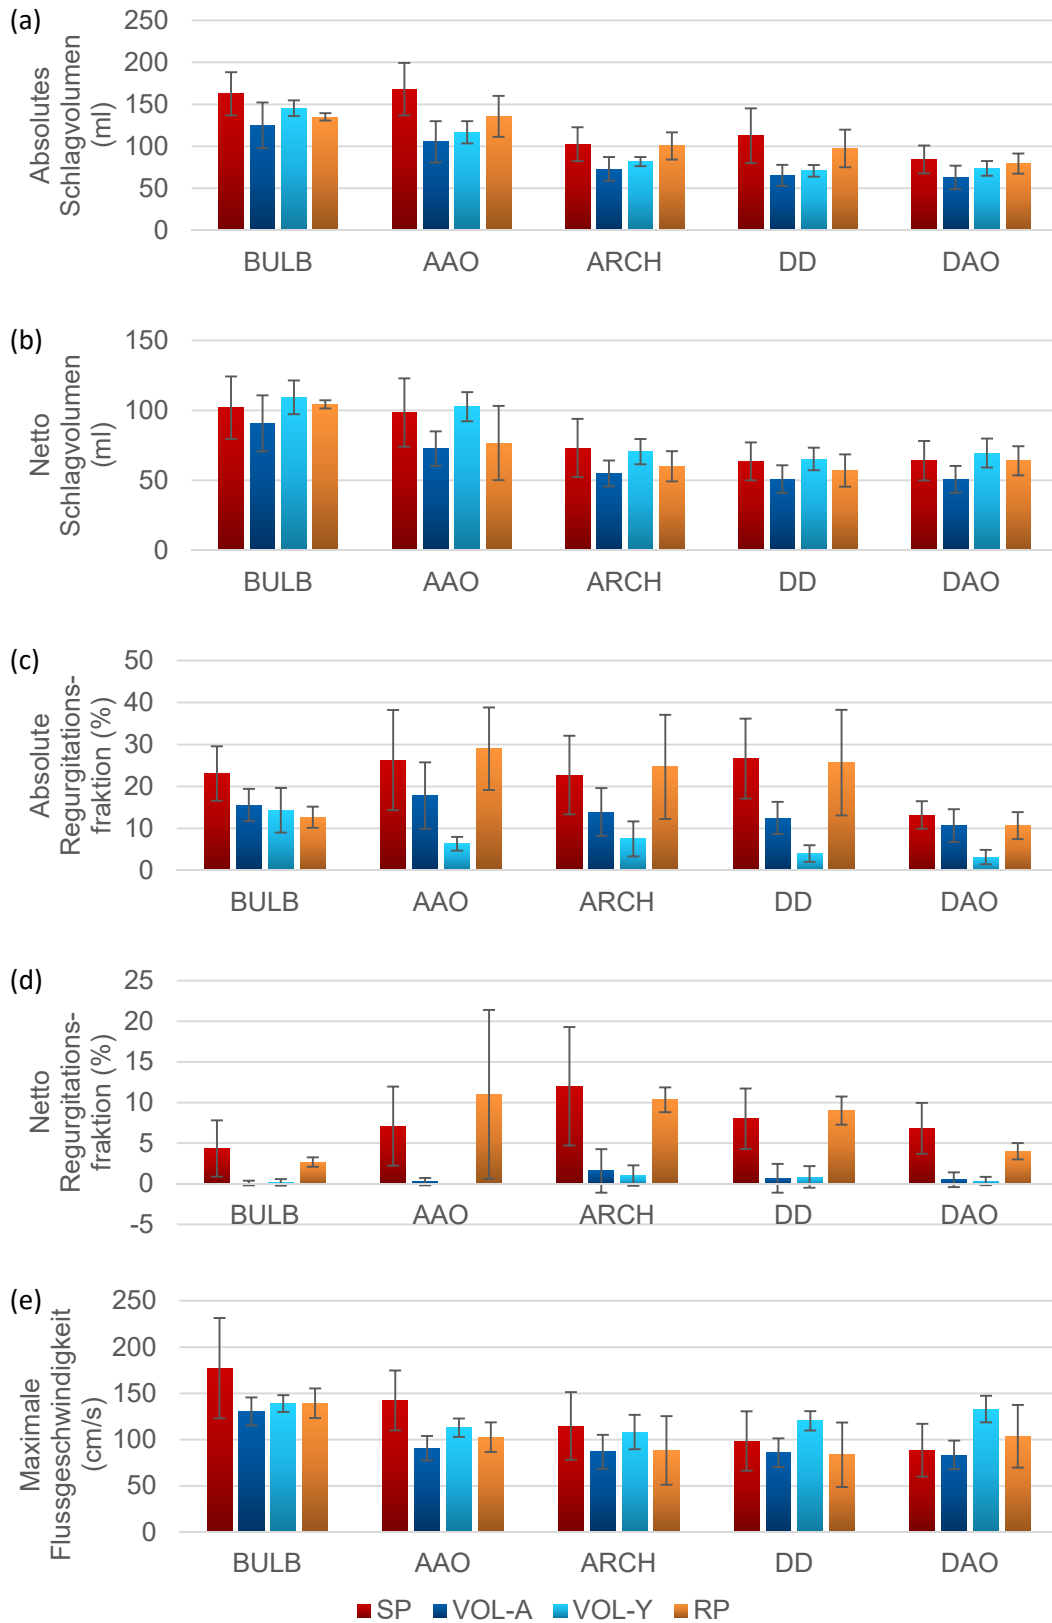 (a)
Absolutes
Schlagvolumen
(ml)
250
200
150
100
50
0
BULB AAO ARCH DD DAO
(b)
Netto
Schlagvolumen
(ml)
150
100
50
0
BULB AAO ARCH DD DAO
(c)
Absolute
Regurgitations-
fraktion (%)
50
40
30
20
10
0
BULB AAO ARCH DD DAO
(d)
Netto
Regurgitations-
fraktion (%)
25
20
15
10
5
0
-5
BULB AAO ARCH DD DAO
(e)
Maximale
Flussgeschwindigkeit
(cm/s)
250
200
150
100
50
0
BULB AAO ARCH DD DAO
SP VOL-A VOL-Y RP